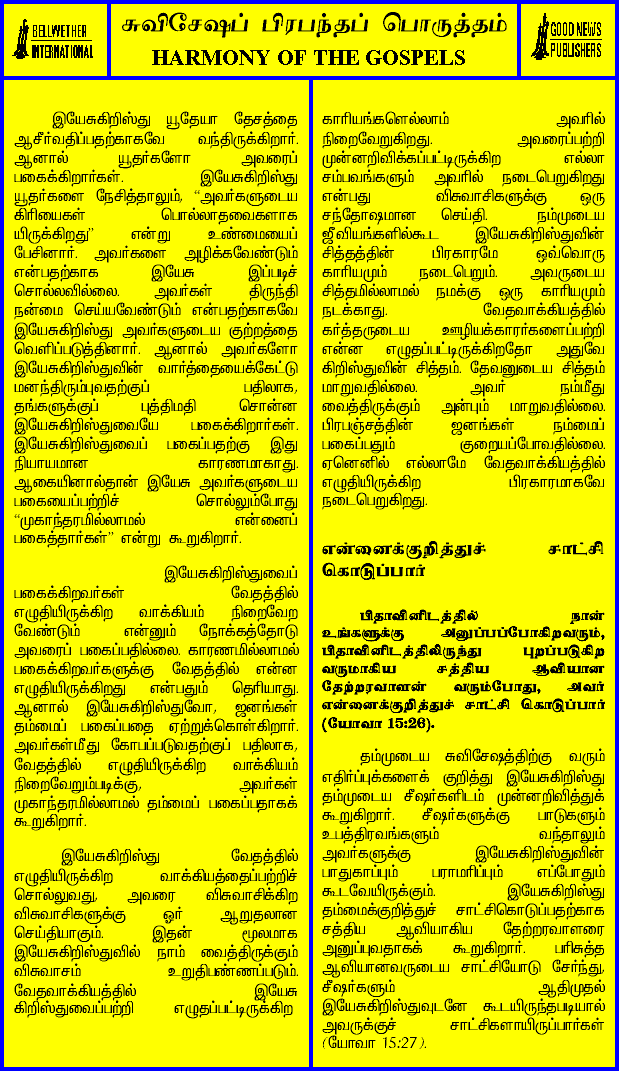 BELLWETHER
INTERNATIONAL
சுவிசேஷப் பிரபந்தப் பொருத்தம்
HARMONY OF THE GOSPELS
GOOD NEWS
PUBLISHERS
இயேசுகிறிஸ்து யூதேயா தேசத்தை
ஆசீர்வதிப்பதற்காகவே வந்திருக்கிறார்.
ஆனால் யூதர்களோ அவரைப்
பகைக்கிறார்கள். இயேசுகிறிஸ்து
யூதர்களை நேசித்தாலும், “அவர்களுடைய
கிரியைகள் பொல்லாதவைகளாக
யிருக்கிறது” என்று உண்மையைப்
பேசினார். அவர்களை அழிக்கவேண்டும்
என்பதற்காக இயேசு இப்படிச்
சொல்லவில்லை. அவர்கள் திருந்தி
நன்மை செய்யவேண்டும் என்பதற்காகவே
இயேசுகிறிஸ்து அவர்களுடைய குற்றத்தை
வெளிப்படுத்தினார். ஆனால் அவர்களோ
இயேசுகிறிஸ்துவின் வார்த்தையைக்கேட்டு
மனந்திரும்புவதற்குப் பதிலாக,
தங்களுக்குப் புத்திமதி சொன்ன
இயேசுகிறிஸ்துவையே பகைக்கிறார்கள்.
இயேசுகிறிஸ்துவைப் பகைப்பதற்கு இது
நியாயமான காரணமாகாது.
ஆகையினால்தான் இயேசு அவர்களுடைய
பகையைப்பற்றிச் சொல்லும்போது
“முகாந்தரமில்லாமல் என்னைப்
பகைத்தார்கள்” என்று கூறுகிறார்.
இயேசுகிறிஸ்துவைப்
பகைக்கிறவர்கள் வேதத்தில்
எழுதியிருக்கிற வாக்கியம் நிறைவேற
வேண்டும் என்னும் நோக்கத்தோடு
அவரைப் பகைப்பதில்லை. காரணமில்லாமல்
பகைக்கிறவர்களுக்கு வேதத்தில் என்ன
எழுதியிருக்கிறது என்பதும் தெரியாது.
ஆனால் இயேசுகிறிஸ்துவோ, ஜனங்கள்
தம்மைப் பகைப்பதை ஏற்றுக்கொள்கிறார்.
அவர்கள்மீது கோபப்படுவதற்குப் பதிலாக,
வேதத்தில் எழுதியிருக்கிற வாக்கியம்
நிறைவேறும்படிக்கு, அவர்கள்
முகாந்தரமில்லாமல் தம்மைப் பகைப்பதாகக்
கூறுகிறார்.
இயேசுகிறிஸ்து வேதத்தில்
எழுதியிருக்கிற வாக்கியத்தைப்பற்றிச்
சொல்லுவது, அவரை விசுவாசிக்கிற
விசுவாசிகளுக்கு ஓர் ஆறுதலான
செய்தியாகும். இதன் மூலமாக
இயேசுகிறிஸ்துவில் நாம் வைத்திருக்கும்
விசுவாசம் உறுதிபண்ணப்படும்.
வேதவாக்கியத்தில் இயேசு
கிறிஸ்துவைப்பற்றி எழுதப்பட்டிருக்கிற
காரியங்களெல்லாம் அவரில்
நிறைவேறுகிறது. அவரைப்பற்றி
முன்னறிவிக்கப்பட்டிருக்கிற எல்லா
சம்பவங்களும் அவரில் நடைபெறுகிறது
என்பது விசுவாசிகளுக்கு ஒரு
சந்தோஷமான செய்தி. நம்முடைய
ஜீவியங்களில்கூட இயேசுகிறிஸ்துவின்
சித்தத்தின் பிரகாரமே ஒவ்வொரு
காரியமும் நடைபெறும். அவருடைய
சித்தமில்லாமல் நமக்கு ஒரு காரியமும்
நடக்காது. வேதவாக்கியத்தில்
கர்த்தருடைய ஊழியக்காரர்களைப்பற்றி
என்ன எழுதப்பட்டிருக்கிறதோ அதுவே
கிறிஸ்துவின் சித்தம். தேவனுடைய சித்தம்
மாறுவதில்லை. அவர் நம்மீது
வைத்திருக்கும் அன்பும் மாறுவதில்லை.
பிரபஞ்சத்தின் ஜனங்கள் நம்மைப்
பகைப்பதும் குறையப்போவதில்லை.
ஏனெனில் எல்லாமே வேதவாக்கியத்தில்
எழுதியிருக்கிற பிரகாரமாகவே
நடைபெறுகிறது.
என்னைக்குறித்துச் சாட்சி
கொடுப்பார்
பிதாவினிடத்தில் நான்
உங்களுக்கு அனுப்பப்போகிறவரும்,
பிதாவினிடத்திலிருந்து புறப்படுகிற
வருமாகிய சத்திய ஆவியான
தேற்றரவாளன் வரும்போது, அவர்
என்னைக்குறித்துச் சாட்சி கொடுப்பார்
(யோவா 15:26).
தம்முடைய சுவிசேஷத்திற்கு வரும்
எதிர்ப்புக்களைக் குறித்து இயேசுகிறிஸ்து
தம்முடைய சீஷர்களிடம் முன்னறிவித்துக்
கூறுகிறார். சீஷர்களுக்கு பாடுகளும்
உபத்திரவங்களும் வந்தாலும்
அவர்களுக்கு இயேசுகிறிஸ்துவின்
பாதுகாப்பும் பராமரிப்பும் எப்போதும்
கூடவேயிருக்கும். இயேசுகிறிஸ்து
தம்மைக்குறித்துச் சாட்சிகொடுப்பதற்காக
சத்திய ஆவியாகிய தேற்றரவாளரை
அனுப்புவதாகக் கூறுகிறார். பரிசுத்த
ஆவியானவருடைய சாட்சியோடு சேர்ந்து,
சீஷர்களும் ஆதிமுதல்
இயேசுகிறிஸ்துவுடனே கூடயிருந்தபடியால்
அவருக்குச் சாட்சிகளாயிருப்பார்கள்
(யோவா 15:27).